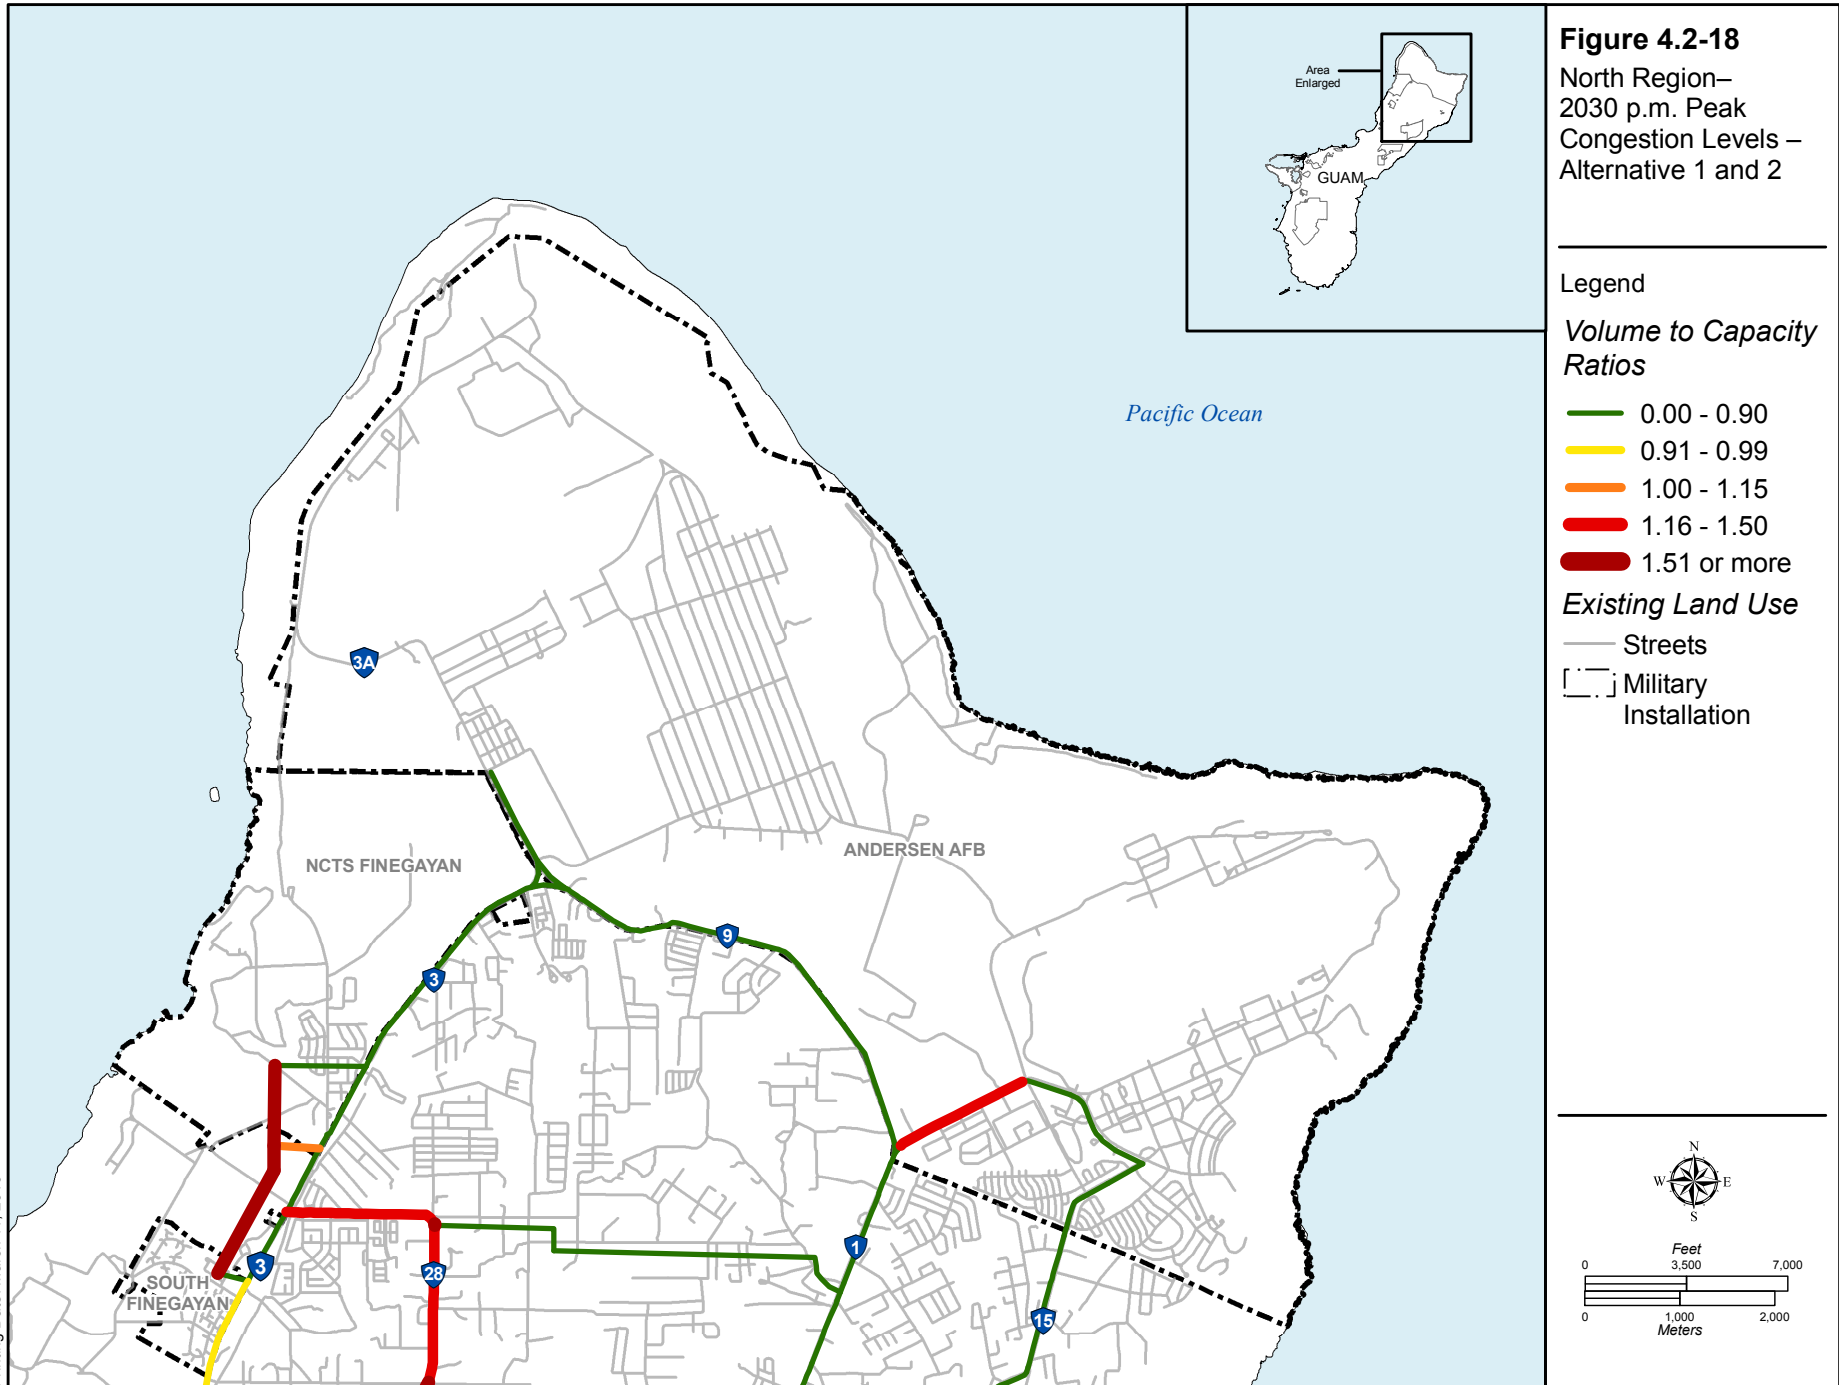 Figure 4.2-18
North Region–
2030 p.m. Peak
Congestion Levels –
Alternative 1 and 2
Legend
Volume to Capacity
Ratios
0.00 - 0.90
0.91 - 0.99
1.00 - 1.15
1.16 - 1.50
1.51 or more
Existing Land Use
Streets
Military
Installation
N
W
E
S
Feet
0
3,500
7,000
0
1,000
2,000
Meters
Area
Enlarged
GUAM
Pacific Ocean
3A
ANDERSEN AFB
NCTS FINEGAYAN
9
3
1
3
28
SOUTH
FINEGAYAN
15